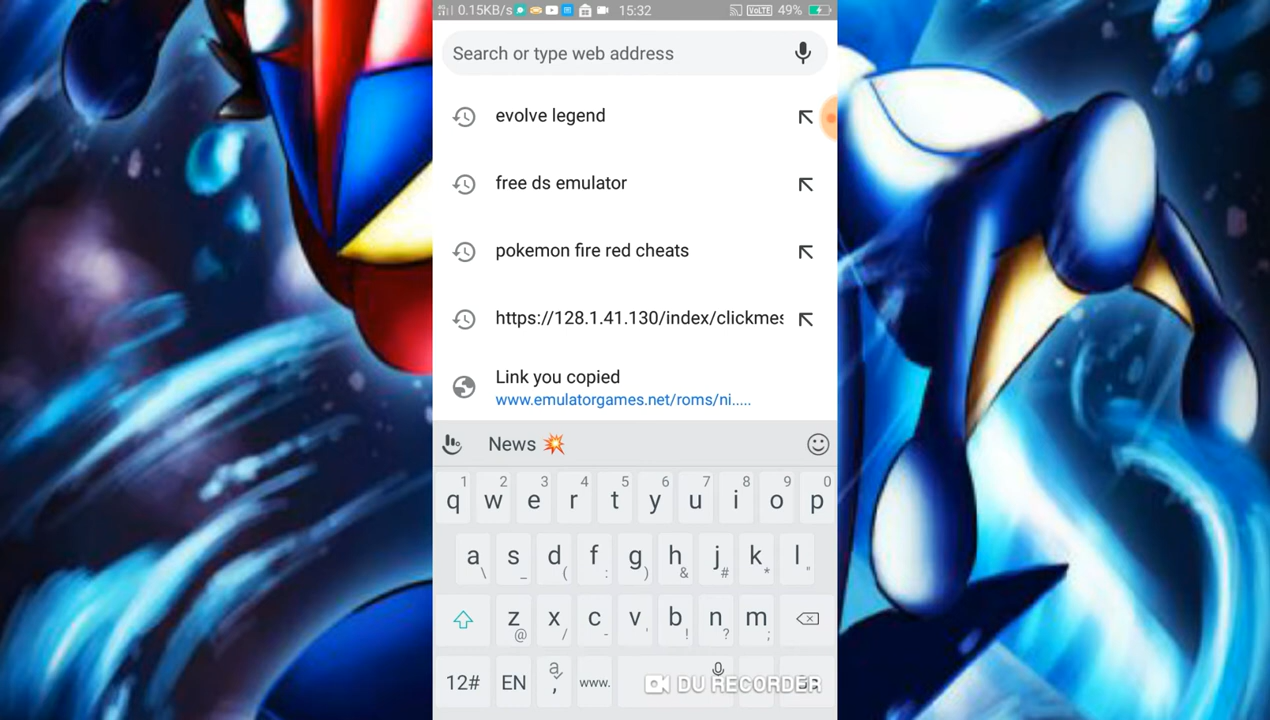 0.15KB/s 15:32 VoLTE 49%
Search or type web address
evolve legend
free ds emulator
pokemon fire red cheats
https://128.1.41.130/index/clickmes
Link you copied
www.emulatorgames.net/roms/ni.....
News 💥
1 2 3 4 5 6 7 8 9 0
q w e r t y u i o p
a s d f g h j k l
\ _ ( : ) & # * "
z x c v b n m
@ / - ' ! ? ;
12# EN a , www. DU RECORDER